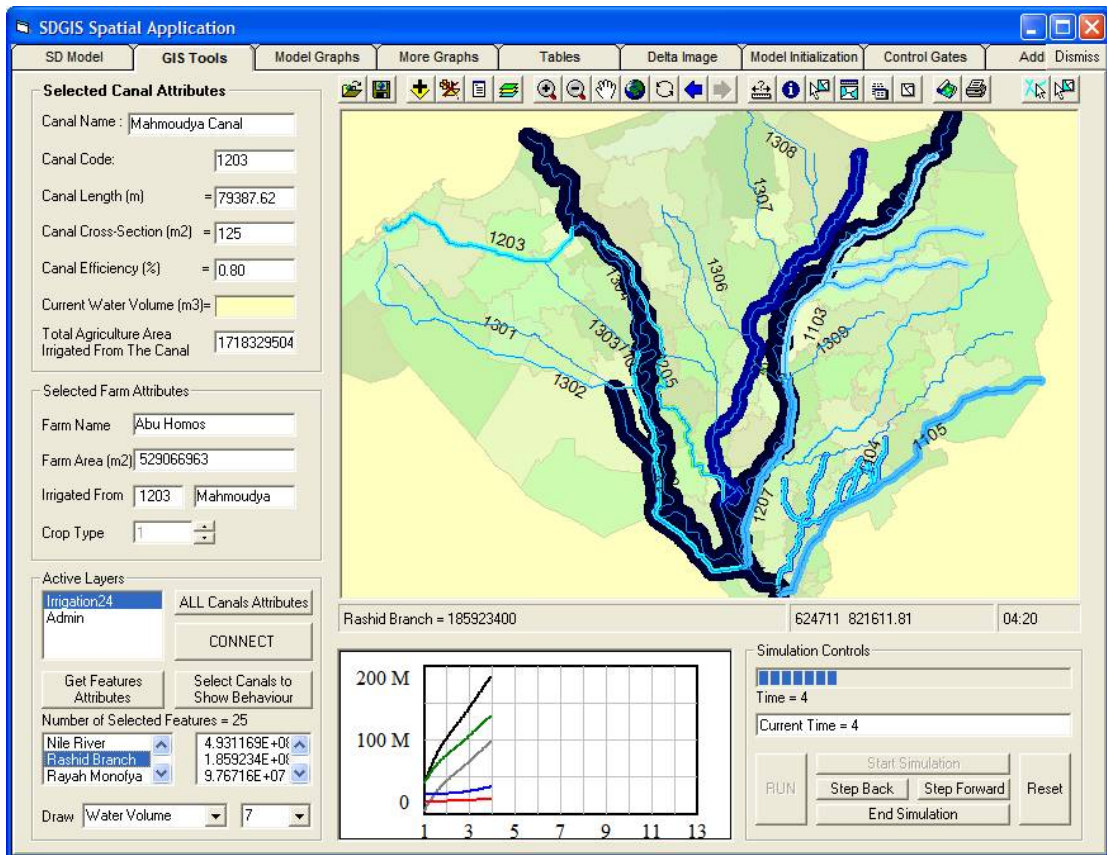 SDGIS Spatial Application
SD Model GIS Tools Model Graphs More Graphs Tables Delta Image Model Initialization Control Gates Add Dismiss
Selected Canal Attributes
Canal Name : Mahmoudya Canal
Canal Code: 1203
Canal Length (m) = 79387.62
Canal Cross-Section (m2) = 125
Canal Efficiency (%) = 0.80
Current Water Volume (m3)=
Total Agriculture Area
Irrigated From The Canal 1718329504
Selected Farm Attributes
Farm Name Abu Homos
Farm Area (m2) 529066963
Irrigated From 1203 Mahmoudya
Crop Type 1
Active Layers
Irrigation24
Admin
ALL Canals Attributes
CONNECT
Get Features
Attributes
Select Canals to
Show Behaviour
Number of Selected Features = 25
Nile River 4.931169E+08
Rashid Branch 1.859234E+08
Rayah Monofya 9.76716E+07
Draw Water Volume 7
1308
1307
1203
1306
1304
1301
1303
1302
1205
1103
1309
1104
1105
1207
Rashid Branch = 185923400 624711 821611.81 04:20
200 M
100 M
0
1 3 5 7 9 11 13
Simulation Controls
Time = 4
Current Time = 4
RUN
Start Simulation
Step Back Step Forward
End Simulation
Reset